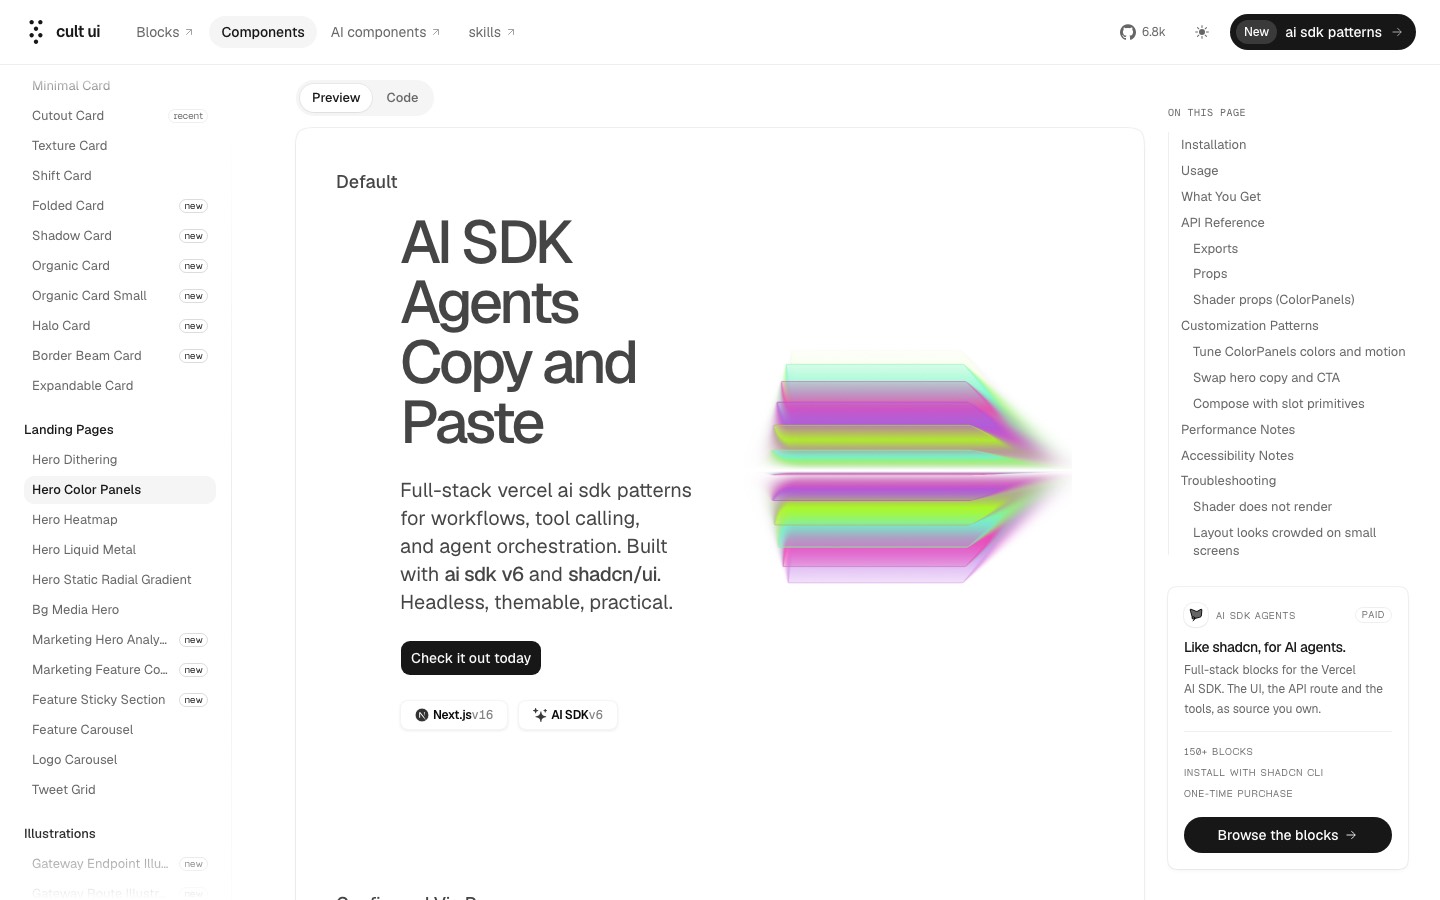 cult ui
Blocks
Components
AI components
skills
6.8k
New ai sdk patterns
Minimal Card
Cutout Card recent
Texture Card
Shift Card
Folded Card new
Shadow Card new
Organic Card new
Organic Card Small new
Halo Card new
Border Beam Card new
Expandable Card
Landing Pages
Hero Dithering
Hero Color Panels
Hero Heatmap
Hero Liquid Metal
Hero Static Radial Gradient
Bg Media Hero
Marketing Hero Analy... new
Marketing Feature Co... new
Feature Sticky Section new
Feature Carousel
Logo Carousel
Tweet Grid
Illustrations
Gateway Endpoint Illu... new
Gateway Route Illustr... new
Preview Code
Default
AI SDK
Agents
Copy and
Paste
Full-stack vercel ai sdk patterns
for workflows, tool calling,
and agent orchestration. Built
with ai sdk v6 and shadcn/ui.
Headless, themable, practical.
Check it out today
Next.js v16
AI SDK v6
ON THIS PAGE
Installation
Usage
What You Get
API Reference
Exports
Props
Shader props (ColorPanels)
Customization Patterns
Tune ColorPanels colors and motion
Swap hero copy and CTA
Compose with slot primitives
Performance Notes
Accessibility Notes
Troubleshooting
Shader does not render
Layout looks crowded on small
screens
AI SDK AGENTS PAID
Like shadcn, for AI agents.
Full-stack blocks for the Vercel
AI SDK. The UI, the API route and the
tools, as source you own.
150+ BLOCKS
INSTALL WITH SHADCN CLI
ONE-TIME PURCHASE
Browse the blocks